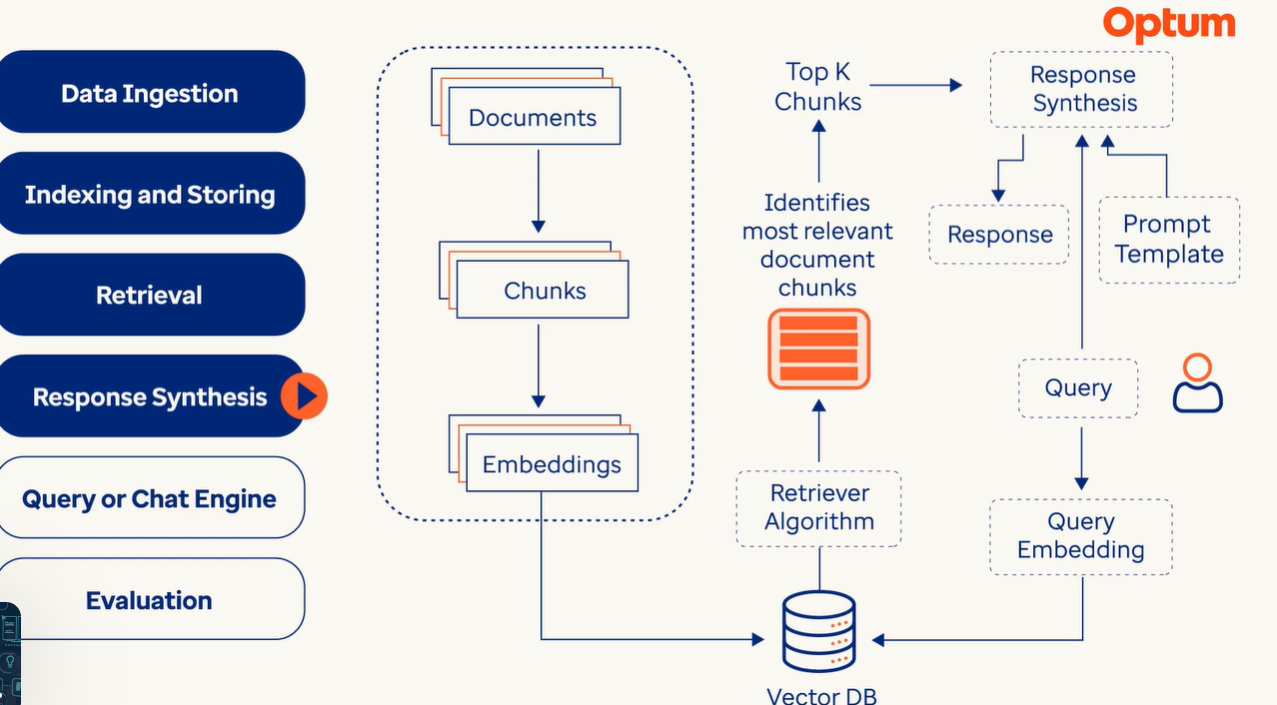 Optum
Data Ingestion
Indexing and Storing
Retrieval
Response Synthesis
Query or Chat Engine
Evaluation
Documents
Chunks
Embeddings
Top K
Chunks
Identifies
most relevant
document
chunks
Retriever
Algorithm
Vector DB
Response
Synthesis
Response
Prompt
Template
Query
Query
Embedding